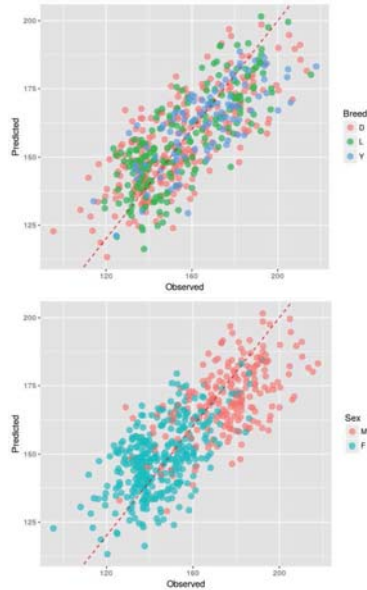 200
175
150
125
Predicted
120
160
200
Observed
Breed
D
L
Y
200
175
150
125
Predicted
120
160
200
Observed
Sex
M
F